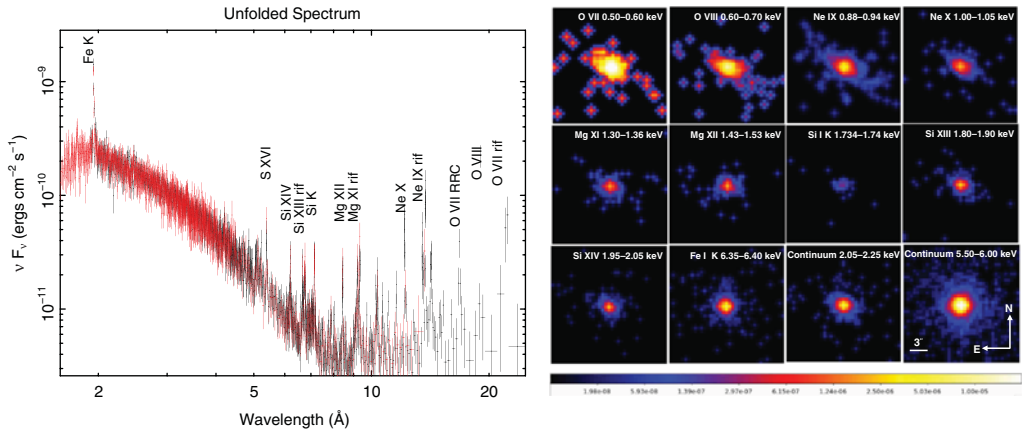 Unfolded Spectrum
ν Fν (ergs cm⁻² s⁻¹)
10⁻⁹
10⁻¹⁰
10⁻¹¹
Fe K
S XVI
Si XIV
Si XIII rif
Si K
Mg XII
Mg XI rif
Ne X
Ne IX rif
O VII RRC
O VIII
O VII rif
2
5
10
20
Wavelength (Å)
O VII 0.50–0.60 keV
O VIII 0.60–0.70 keV
Ne IX 0.88–0.94 keV
Ne X 1.00–1.05 keV
Mg XI 1.30–1.36 keV
Mg XII 1.43–1.53 keV
Si I K 1.734–1.74 keV
Si XIII 1.80–1.90 keV
Si XIV 1.95–2.05 keV
Fe I K 6.35–6.40 keV
Continuum 2.05–2.25 keV
Continuum 5.50–6.00 keV
N
E
3"
1.98e-08
5.93e-08
1.39e-07
2.97e-07
6.15e-07
1.24e-06
2.50e-06
5.03e-06
1.00e-05